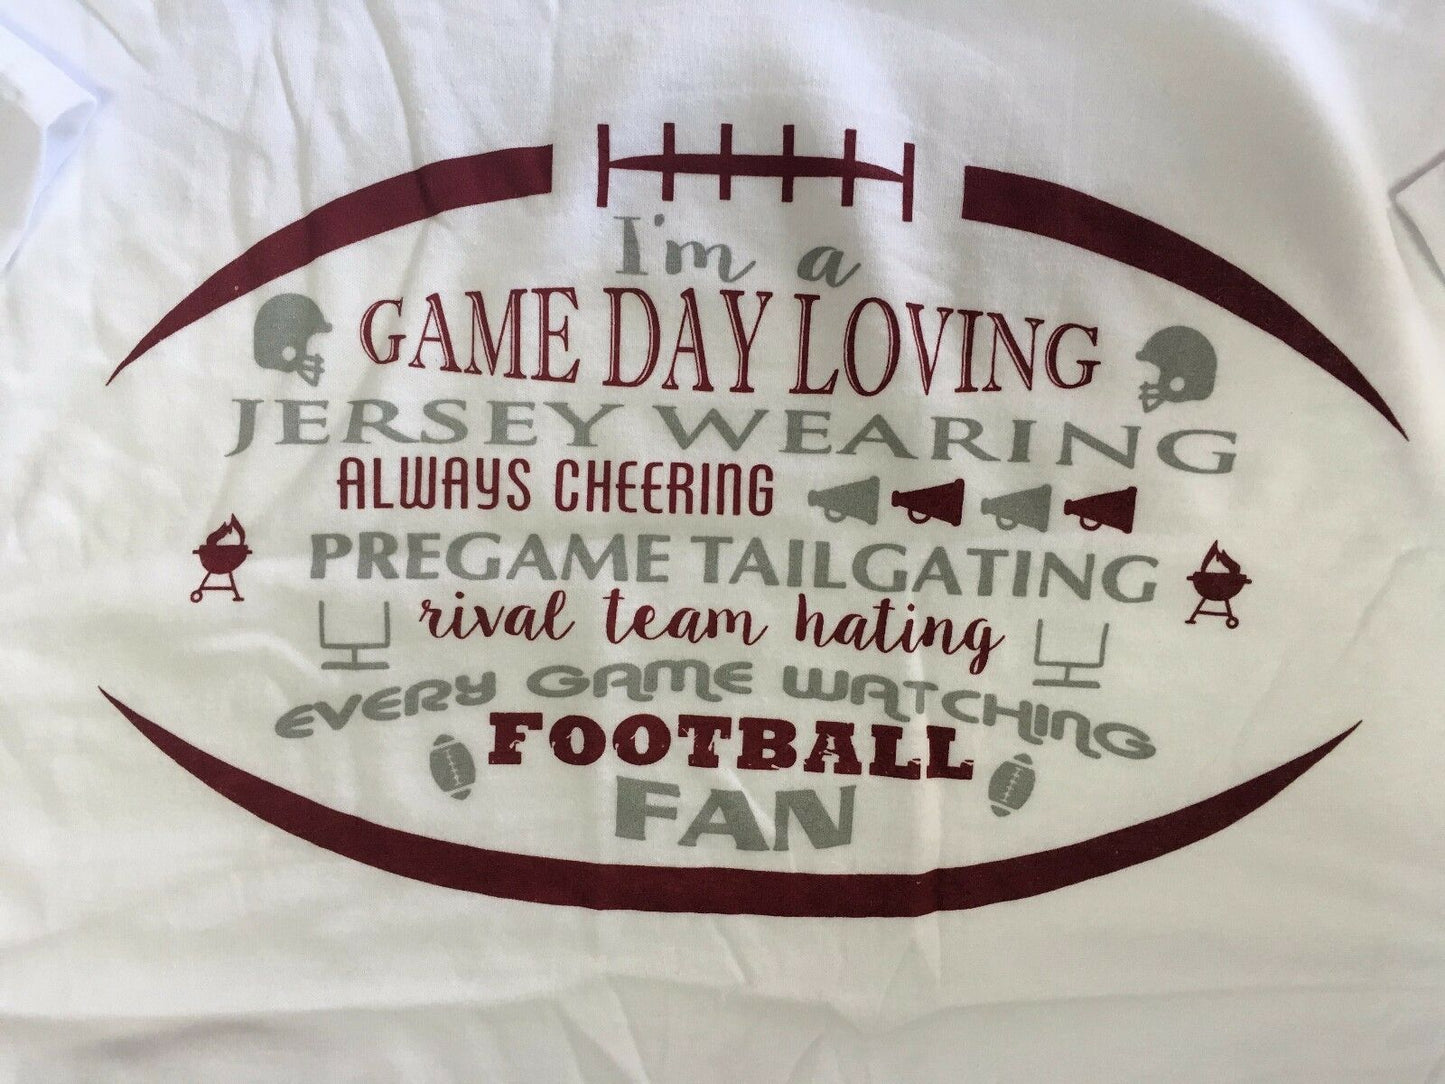 I'm a
GAME DAY LOVING
JERSEY WEARING
ALWAYS CHEERING
PREGAME TAILGATING
rival team hating
EVERY GAME WATCHING
FOOTBALL
FAN